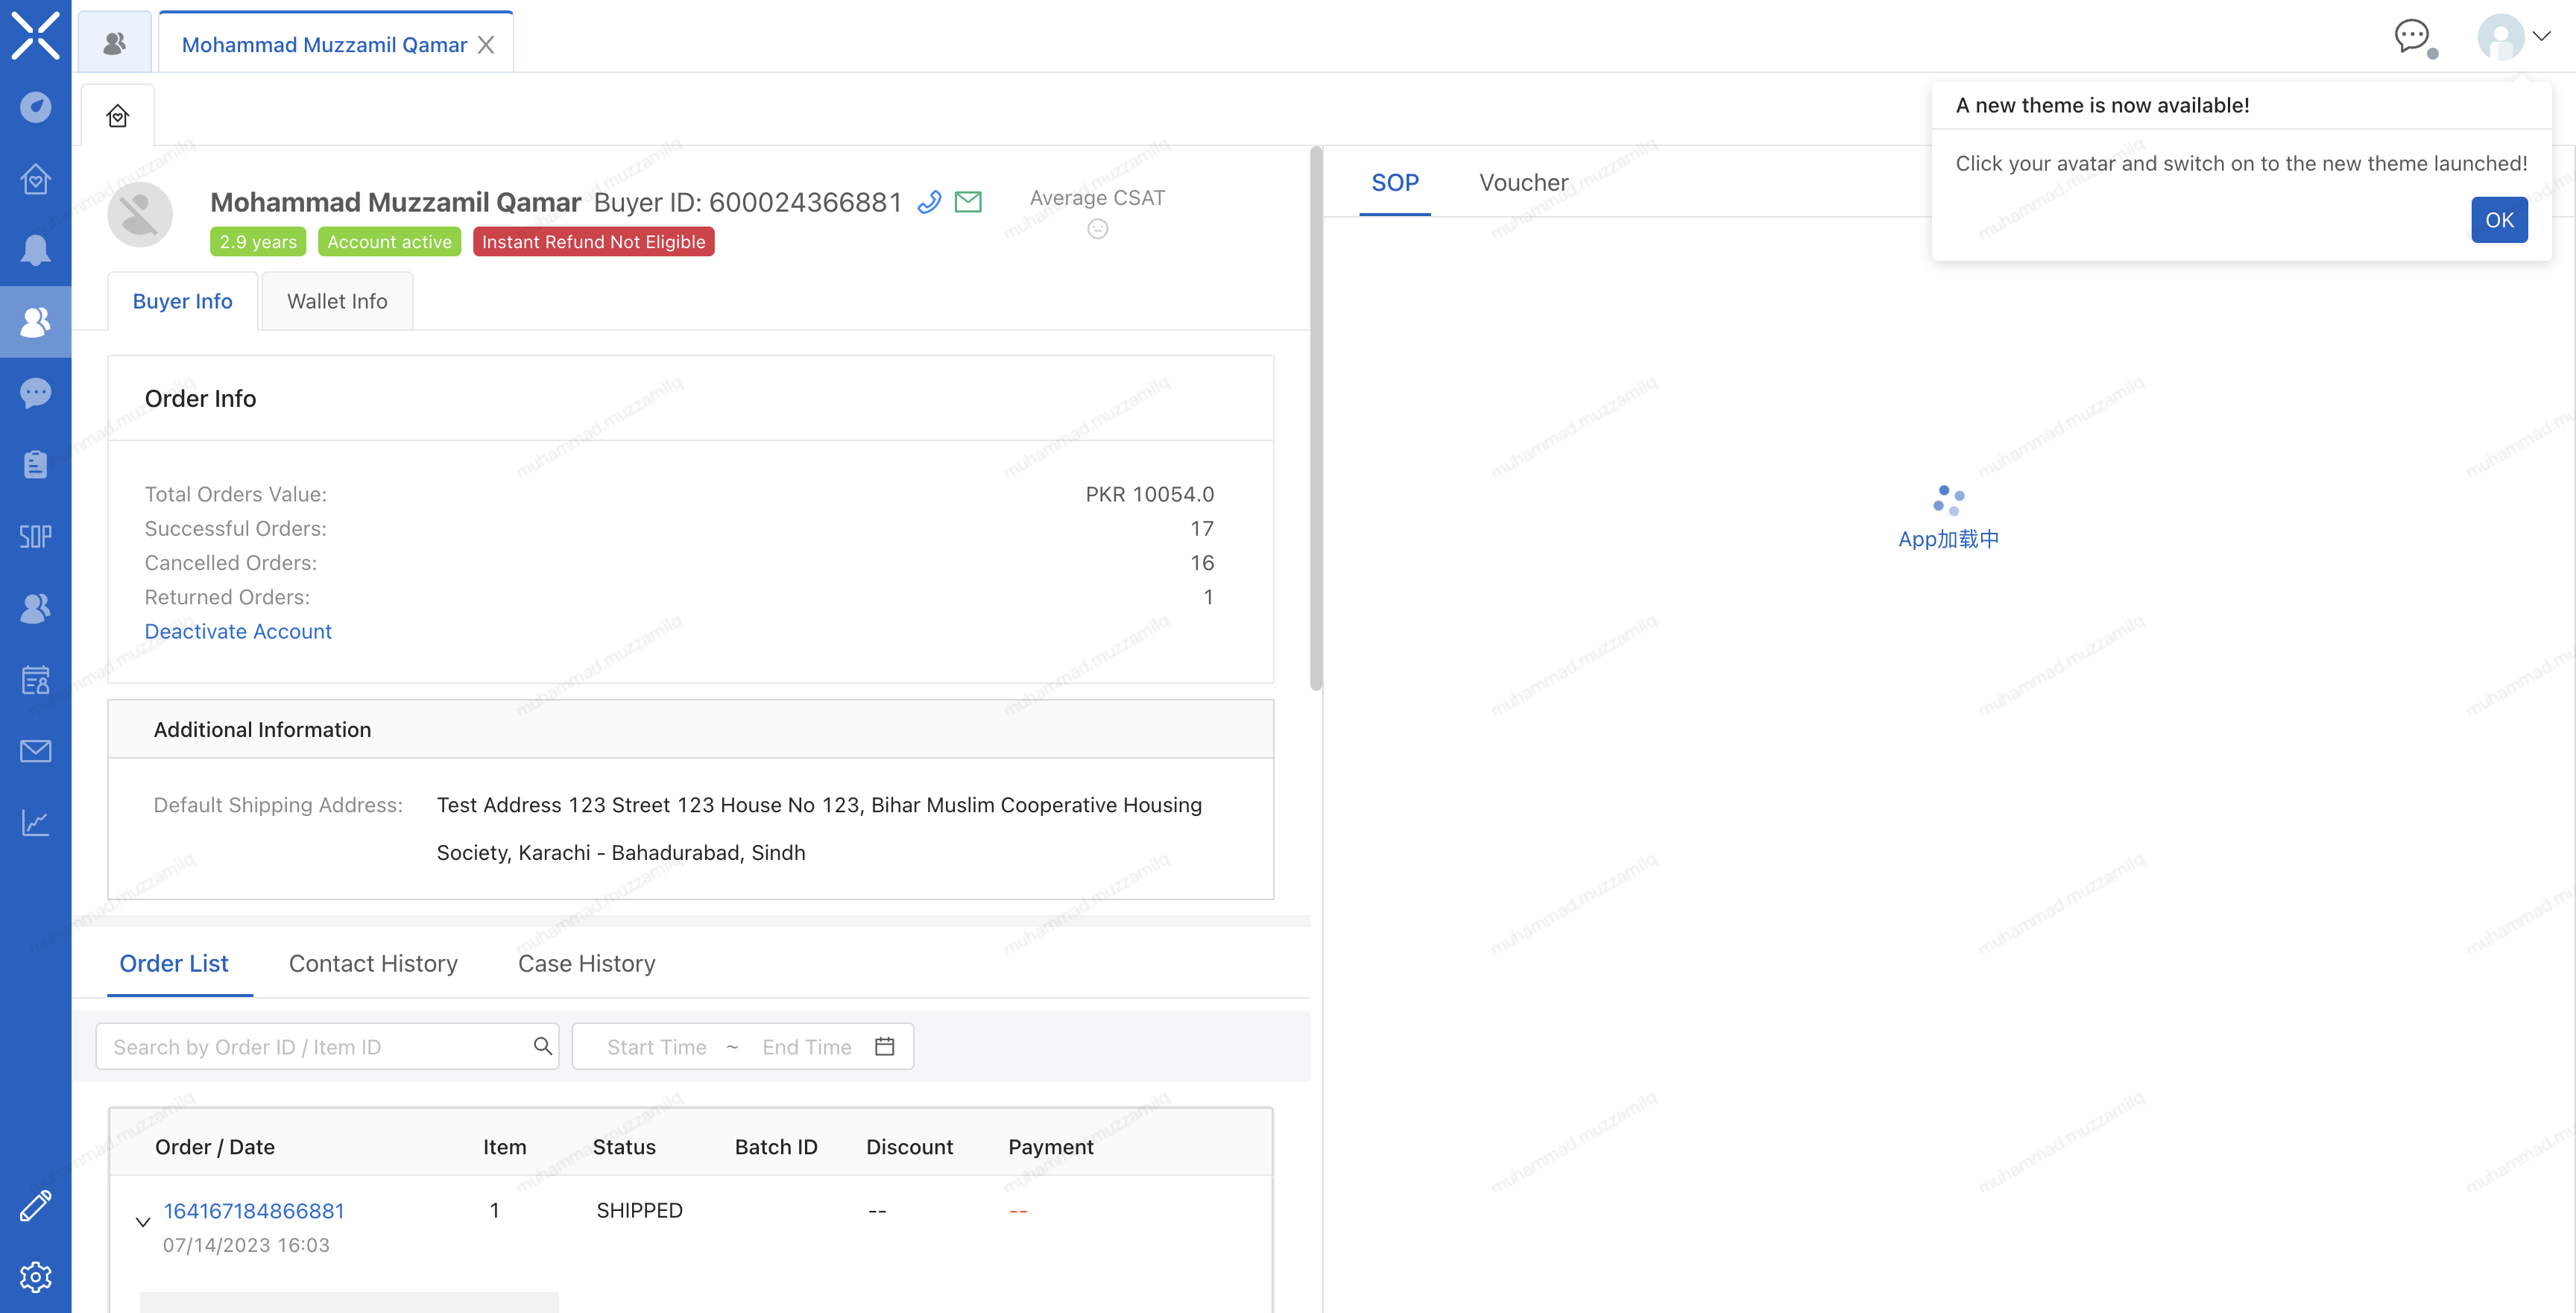 Mohammad Muzzamil Qamar
A new theme is now available!
Click your avatar and switch on to the new theme launched!
OK
Mohammad Muzzamil Qamar Buyer ID: 600024366881
Average CSAT
2.9 years Account active Instant Refund Not Eligible
SOP Voucher
Buyer Info Wallet Info
Order Info
Total Orders Value: PKR 10054.0
Successful Orders: 17
Cancelled Orders: 16
Returned Orders: 1
Deactivate Account
App加载中
SOP
Additional Information
Default Shipping Address: Test Address 123 Street 123 House No 123, Bihar Muslim Cooperative Housing
Society, Karachi - Bahadurabad, Sindh
Order List Contact History Case History
Search by Order ID / Item ID
Start Time ~ End Time
Order / Date Item Status Batch ID Discount Payment
164167184866881 1 SHIPPED -- --
07/14/2023 16:03
muhammad.muzzamilq